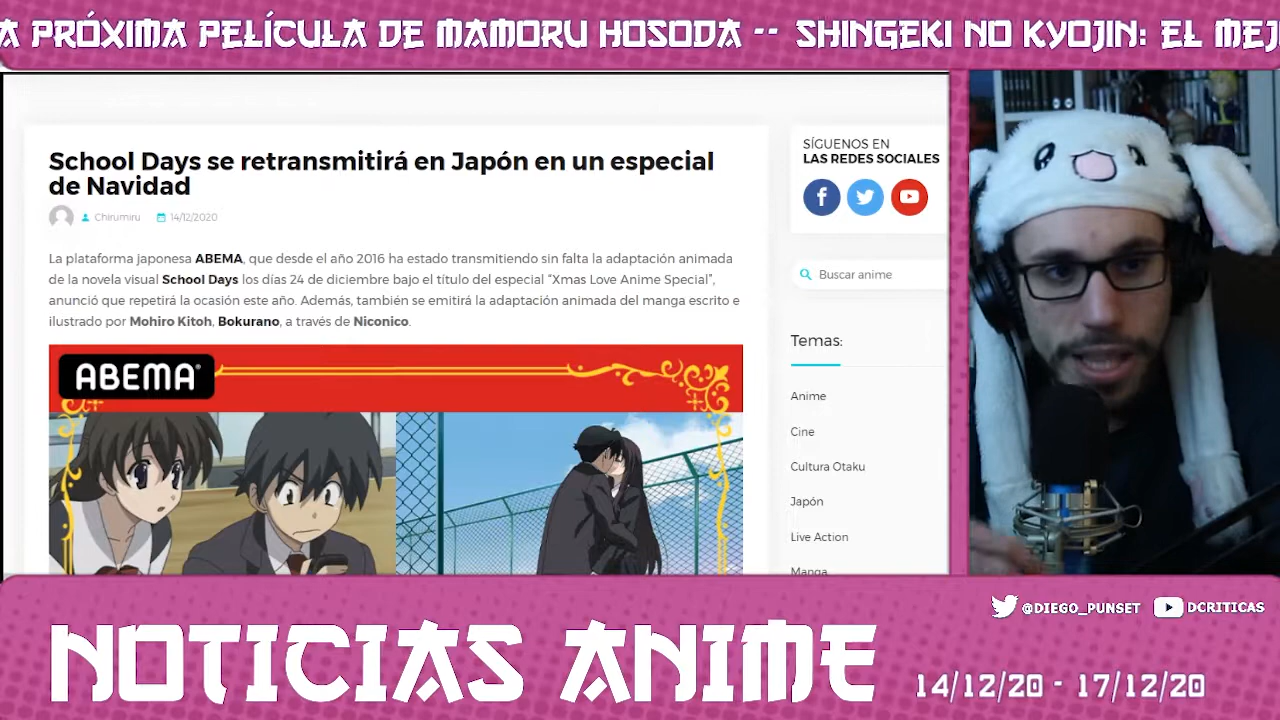 A PRÓXIMA PELÍCULA DE MAMORU HOSODA -- SHINGEKI NO KYOJIN: EL MEJ
School Days se retransmitirá en Japón en un especial
de Navidad
Chirumiru 14/12/2020
La plataforma japonesa ABEMA, que desde el año 2016 ha estado transmitiendo sin falta la adaptación animada
de la novela visual School Days los días 24 de diciembre bajo el título del especial “Xmas Love Anime Special”,
anunció que repetirá la ocasión este año. Además, también se emitirá la adaptación animada del manga escrito e
ilustrado por Mohiro Kitoh, Bokurano, a través de Niconico.
ABEMA
SÍGUENOS EN
LAS REDES SOCIALES
Buscar anime
Temas:
Anime
Cine
Cultura Otaku
Japón
Live Action
Manga
@DIEGO_PUNSET DCRITICAS
NOTICIAS ANIME
14/12/20 - 17/12/20